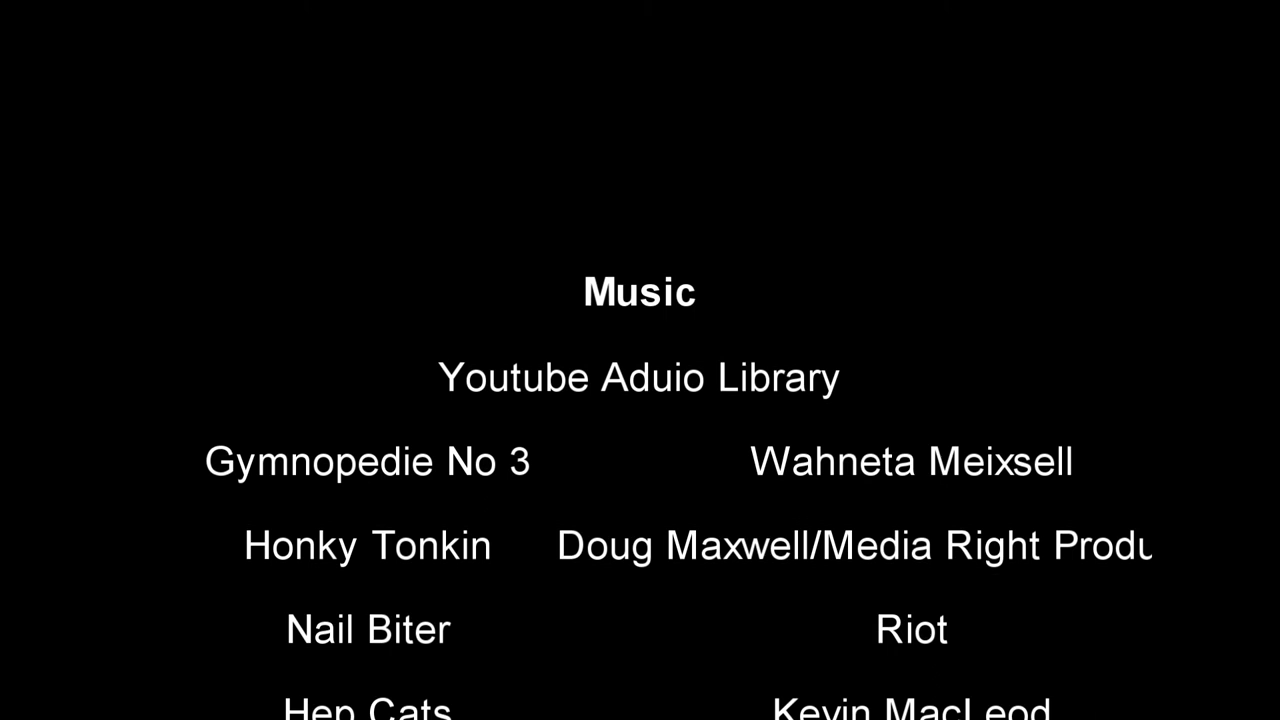 Music
Youtube Aduio Library
Gymnopedie No 3 Wahneta Meixsell
Honky Tonkin Doug Maxwell/Media Right Produ
Nail Biter Riot
Hep Cats Kevin MacLeod